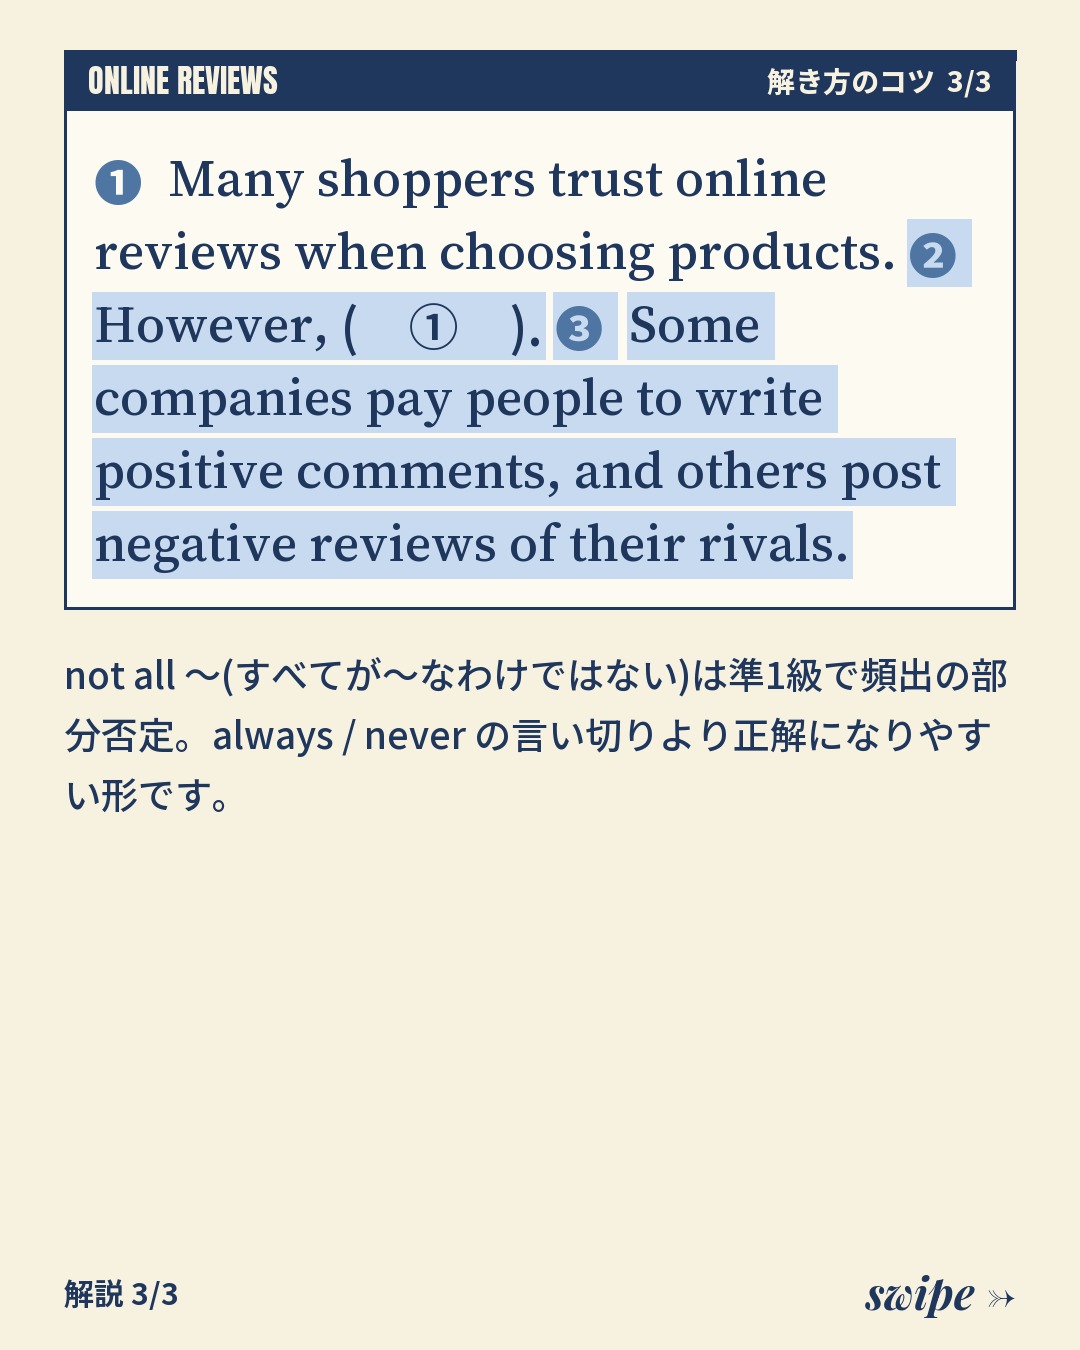 ONLINE REVIEWS
解き方のコツ 3/3
❶ Many shoppers trust online
reviews when choosing products. ❷
However, ( ① ). ❸ Some
companies pay people to write
positive comments, and others post
negative reviews of their rivals.
not all ～(すべてが～なわけではない)は準1級で頻出の部
分否定。always / never の言い切りより正解になりやす
い形です。
解説 3/3
swipe ➳